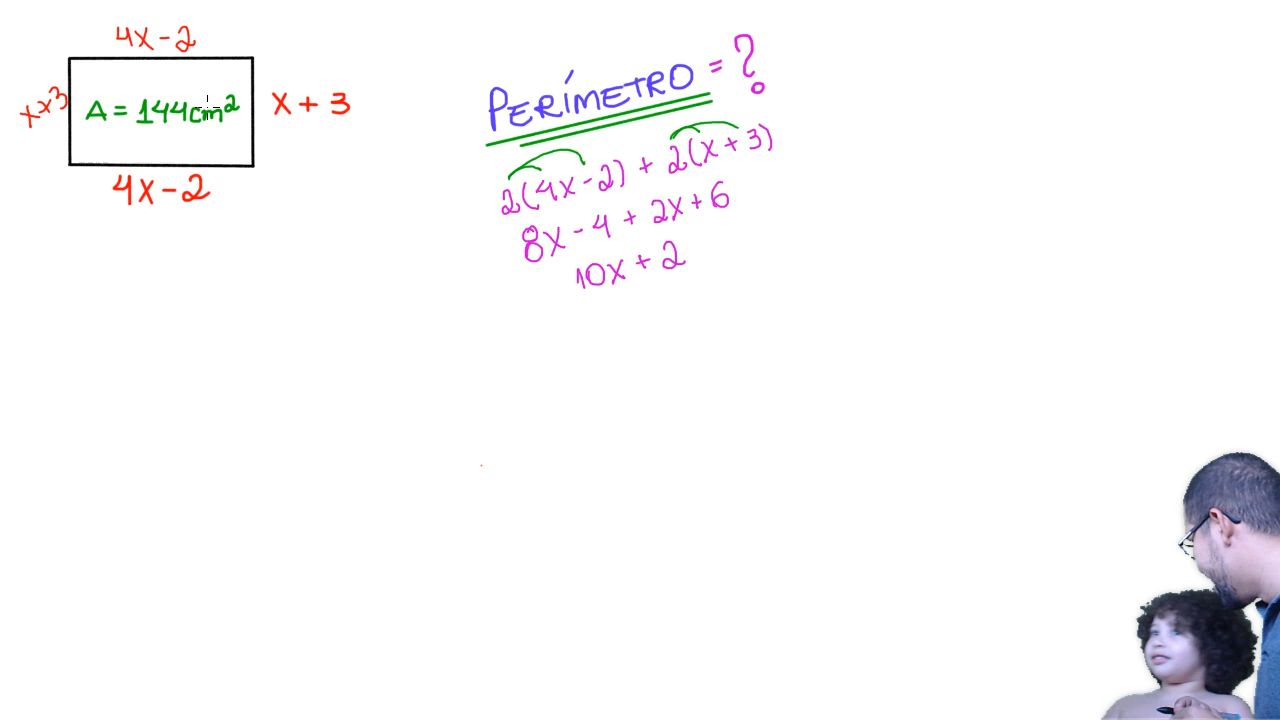 4x - 2
x x 3
A = 144cm²
x + 3
4x - 2
PERÍMETRO = ?
2(4x - 2) + 2(x + 3)
8x - 4 + 2x + 6
10x + 2